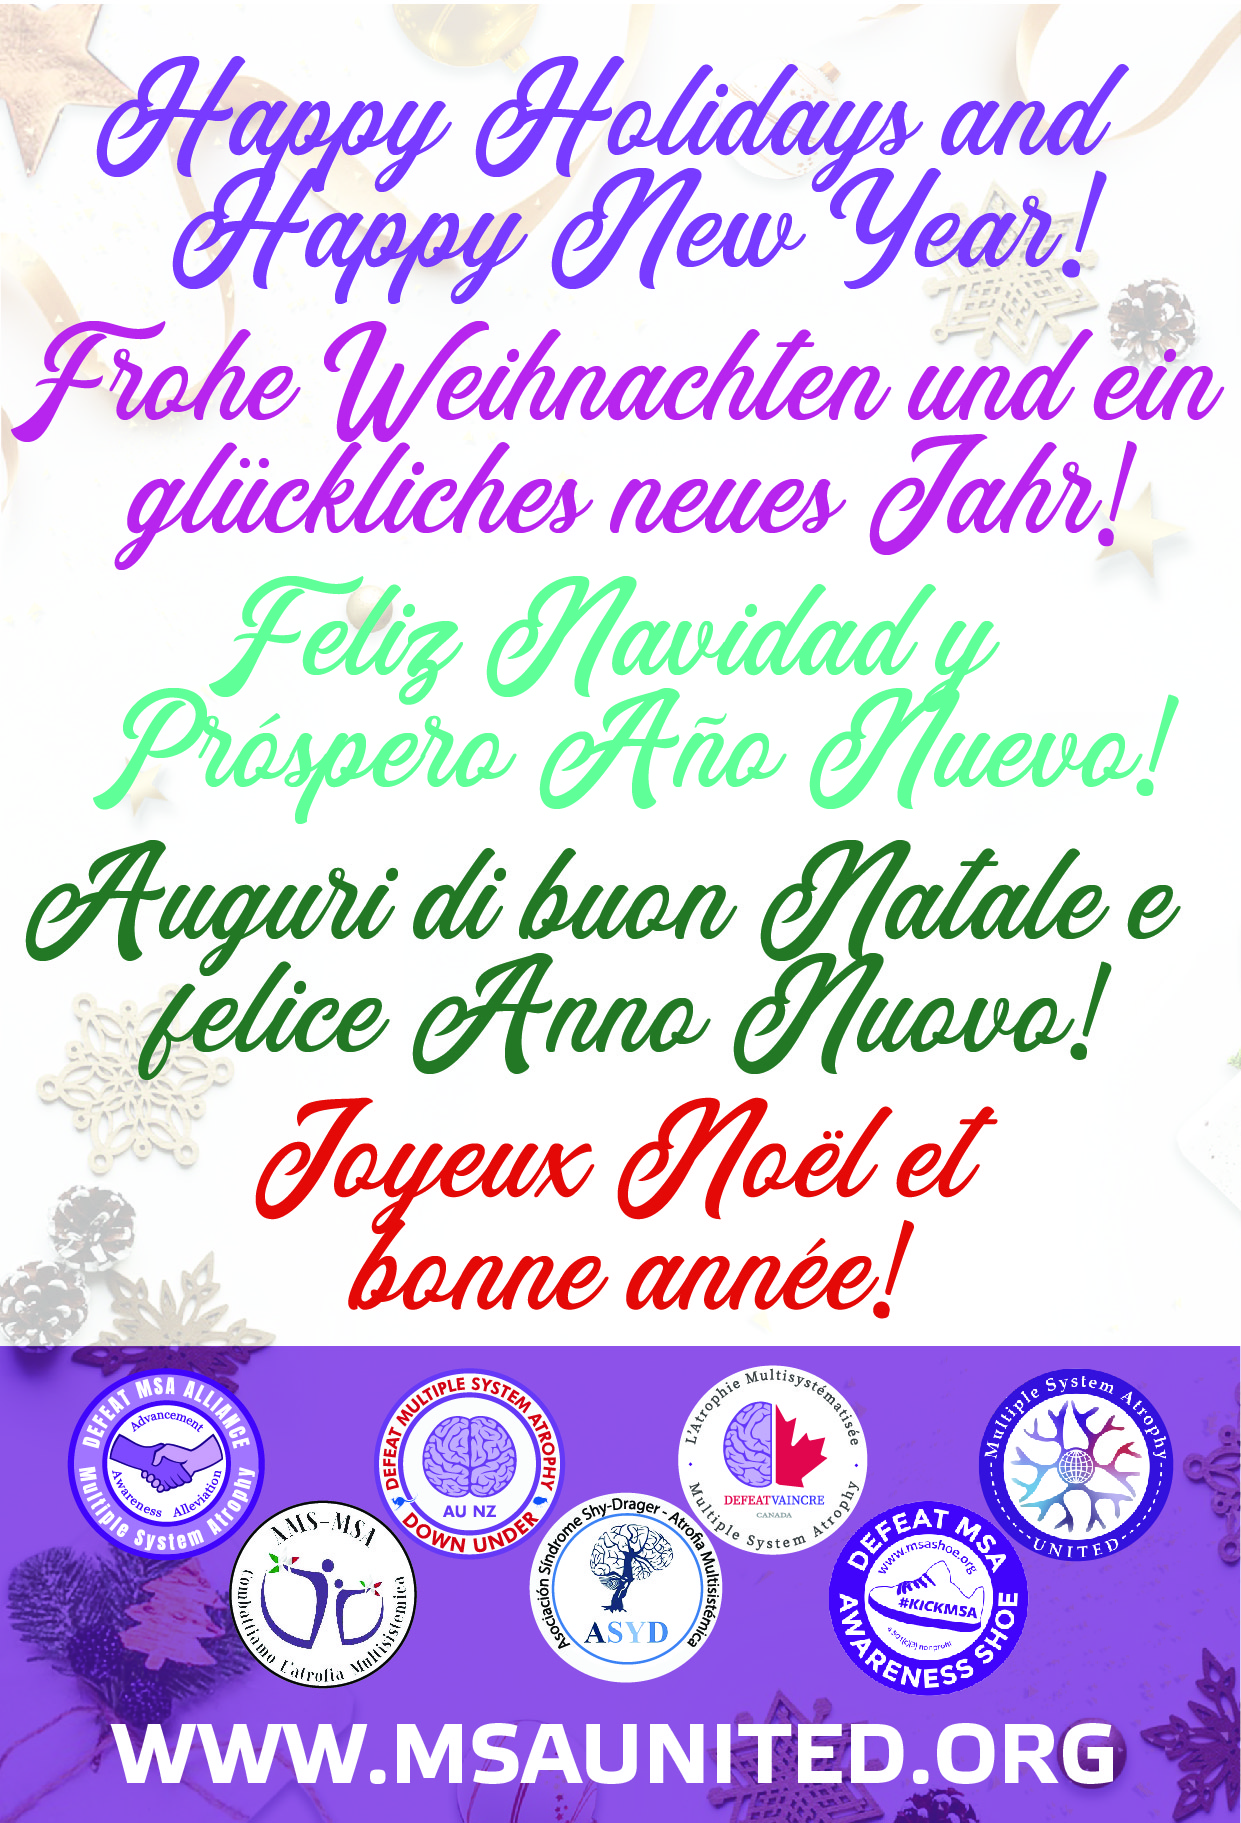 Happy Holidays and
Happy New Year!
Frohe Weihnachten und ein
glückliches neues Jahr!
Feliz Navidad y
Próspero Año Nuevo!
Auguri di buon Natale e
felice Anno Nuovo!
Joyeux Noël et
bonne année!
DEFEAT MSA ALLIANCE
Advancement
Awareness Alleviation
Multiple System Atrophy
DEFEAT MULTIPLE SYSTEM ATROPHY
AU NZ
DOWN UNDER
L'Atrophie Multisystématisée
DEFEATVAINCRE
CANADA
Multiple System Atrophy
Multiple System Atrophy
UNITED
AMS-MSA
Combattiamo L'atrofia Multisistemica
Asociación Síndrome Shy-Drager - Atrofia Multisistémica
ASYD
DEFEAT MSA
www.msashoe.org
#KICKMSA
a 501(c)(3) nonprofit
AWARENESS SHOE
WWW.MSAUNITED.ORG